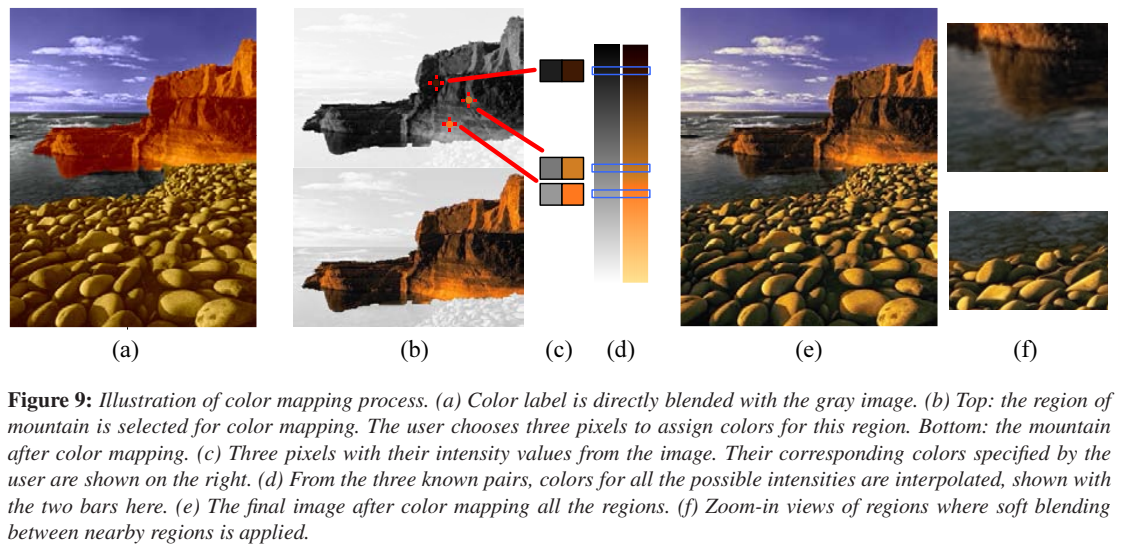 (a)
(b)
(c)
(d)
(e)
(f)
Figure 9: Illustration of color mapping process. (a) Color label is directly blended with the gray image. (b) Top: the region of
mountain is selected for color mapping. The user chooses three pixels to assign colors for this region. Bottom: the mountain
after color mapping. (c) Three pixels with their intensity values from the image. Their corresponding colors specified by the
user are shown on the right. (d) From the three known pairs, colors for all the possible intensities are interpolated, shown with
the two bars here. (e) The final image after color mapping all the regions. (f) Zoom-in views of regions where soft blending
between nearby regions is applied.